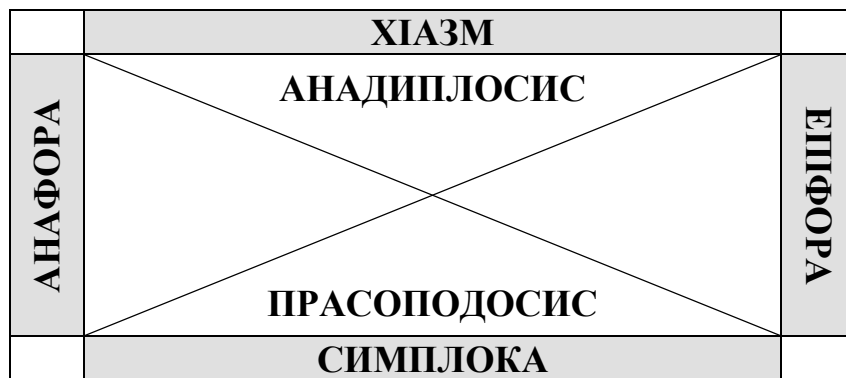 ХІАЗМ
АНАДИПЛОСИС
АНАФОРА
ЕПІФОРА
ПРАСОПОДОСИС
СИМПЛОКА